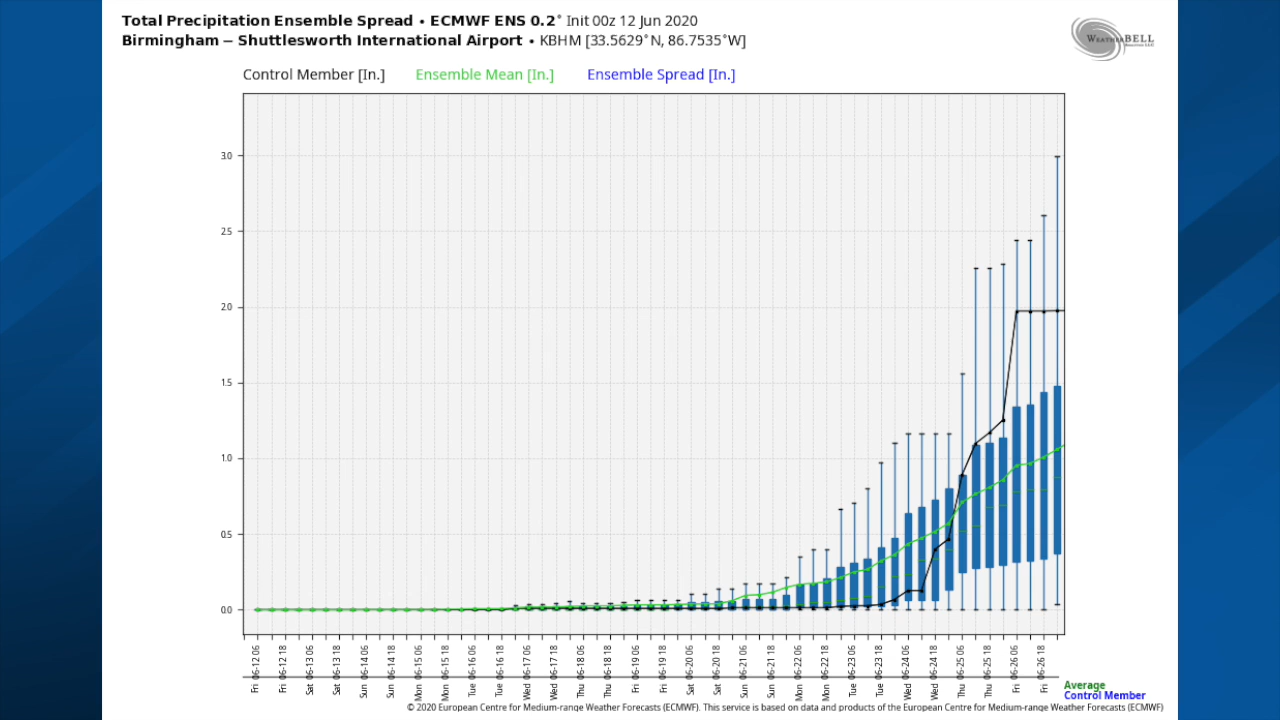 Total Precipitation Ensemble Spread • ECMWF ENS 0.2° Init 00z 12 Jun 2020
Birmingham – Shuttlesworth International Airport • KBHM [33.5629°N, 86.7535°W]
WEATHERBELL
Control Member [In.] Ensemble Mean [In.] Ensemble Spread [In.]
3.0
2.5
2.0
1.5
1.0
0.5
0.0
Fri 06-12 06
Fri 06-12 18
Sat 06-13 06
Sat 06-13 18
Sun 06-14 06
Sun 06-14 18
Mon 06-15 06
Mon 06-15 18
Tue 06-16 06
Tue 06-16 18
Wed 06-17 06
Wed 06-17 18
Thu 06-18 06
Thu 06-18 18
Fri 06-19 06
Fri 06-19 18
Sat 06-20 06
Sat 06-20 18
Sun 06-21 06
Sun 06-21 18
Mon 06-22 06
Mon 06-22 18
Tue 06-23 06
Tue 06-23 18
Wed 06-24 06
Wed 06-24 18
Thu 06-25 06
Thu 06-25 18
Fri 06-26 06
Fri 06-26 18
Average
Control Member
© 2020 European Centre for Medium-range Weather Forecasts (ECMWF). This service is based on data and products of the European Centre for Medium-range Weather Forecasts (ECMWF)